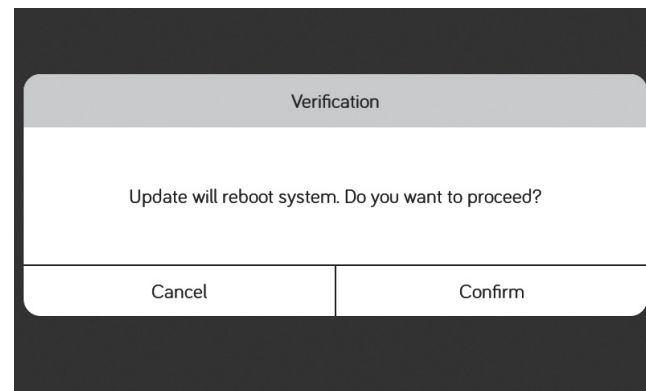 Verification
Update will reboot system. Do you want to proceed?
Cancel
Confirm